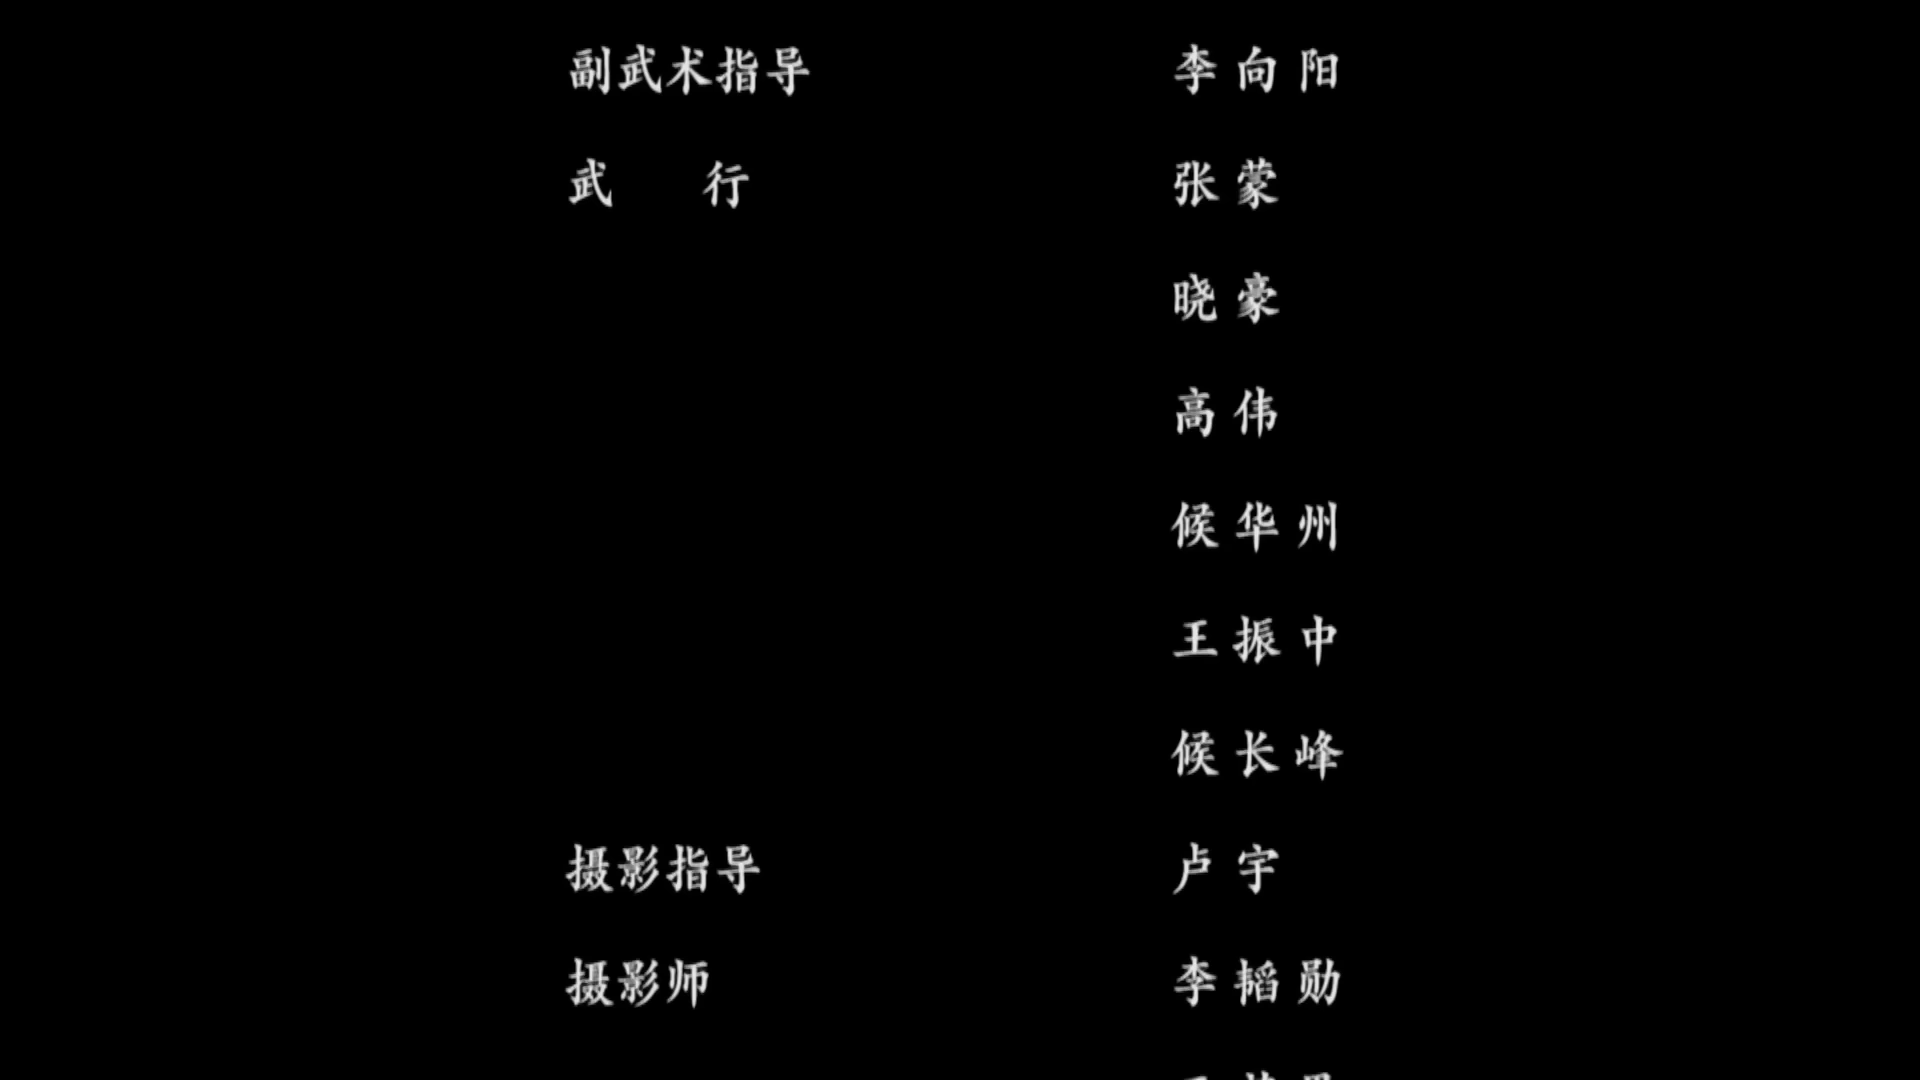 副武术指导 李向阳
武 行 张蒙
晓豪
高伟
候华州
王振中
候长峰
摄影指导 卢宇
摄影师 李韬勋